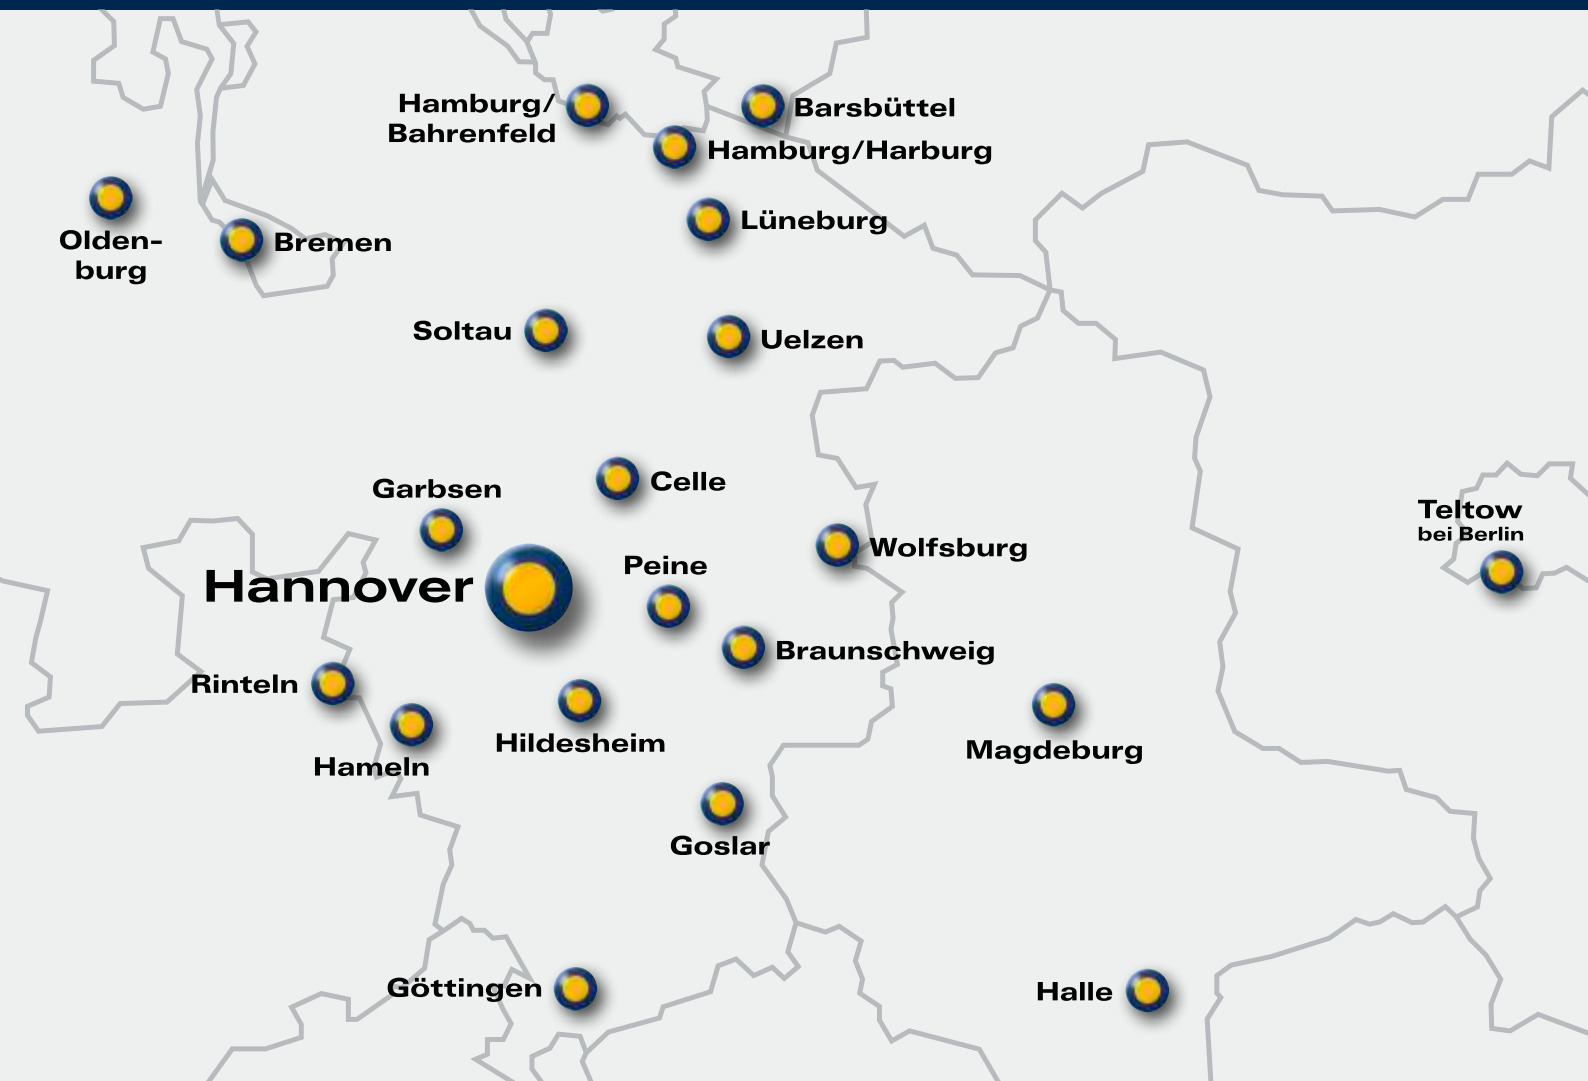 Hamburg/
Bahrenfeld
Barsbüttel
Hamburg/Harburg
Olden-
burg
Bremen
Lüneburg
Soltau
Uelzen
Garbsen
Celle
Teltow
bei Berlin
Hannover
Peine
Wolfsburg
Braunschweig
Rinteln
Hameln
Hildesheim
Magdeburg
Goslar
Göttingen
Halle